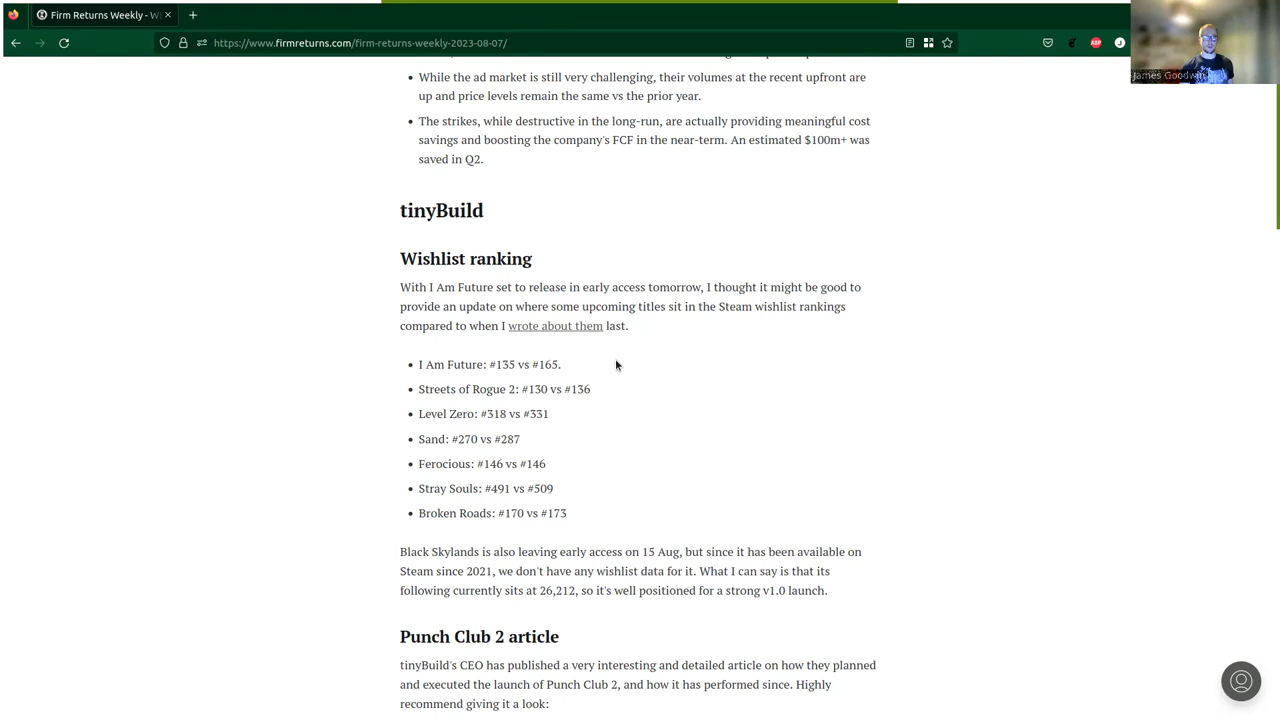 Firm Returns Weekly - W
https://www.firmreturns.com/firm-returns-weekly-2023-08-07/
ABP
J
James Goodwin
While the ad market is still very challenging, their volumes at the recent upfront are
up and price levels remain the same vs the prior year.
The strikes, while destructive in the long-run, are actually providing meaningful cost
savings and boosting the company's FCF in the near-term. An estimated $100m+ was
saved in Q2.
tinyBuild
Wishlist ranking
With I Am Future set to release in early access tomorrow, I thought it might be good to
provide an update on where some upcoming titles sit in the Steam wishlist rankings
compared to when I wrote about them last.
I Am Future: #135 vs #165.
Streets of Rogue 2: #130 vs #136
Level Zero: #318 vs #331
Sand: #270 vs #287
Ferocious: #146 vs #146
Stray Souls: #491 vs #509
Broken Roads: #170 vs #173
Black Skylands is also leaving early access on 15 Aug, but since it has been available on
Steam since 2021, we don't have any wishlist data for it. What I can say is that its
following currently sits at 26,212, so it's well positioned for a strong v1.0 launch.
Punch Club 2 article
tinyBuild's CEO has published a very interesting and detailed article on how they planned
and executed the launch of Punch Club 2, and how it has performed since. Highly
recommend giving it a look: